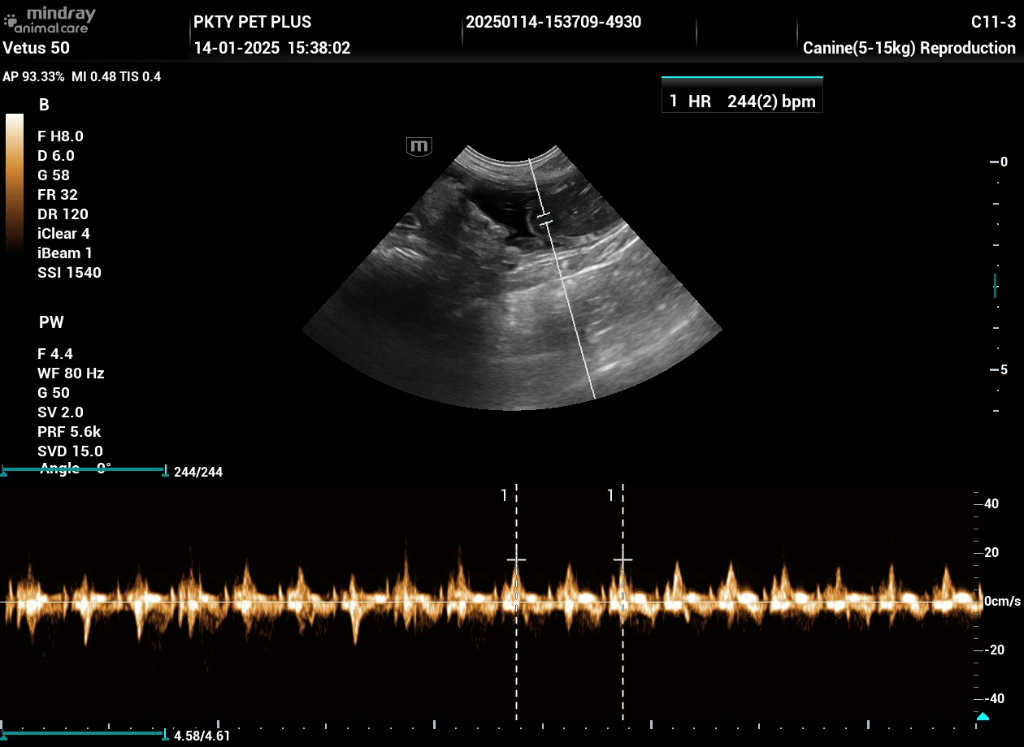 mindray
animalcare
Vetus 50
PKTY PET PLUS
14-01-2025 15:38:02
20250114-153709-4930
C11-3
Canine(5-15kg) Reproduction
AP 93.33% MI 0.48 TIS 0.4
1 HR 244(2) bpm
B
F H8.0
D 6.0
G 58
FR 32
DR 120
iClear 4
iBeam 1
SSI 1540
m
0
5
PW
F 4.4
WF 80 Hz
G 50
SV 2.0
PRF 5.6k
SVD 15.0
Angle 0°
244/244
1
1
40
20
0cm/s
-20
-40
4.58/4.61